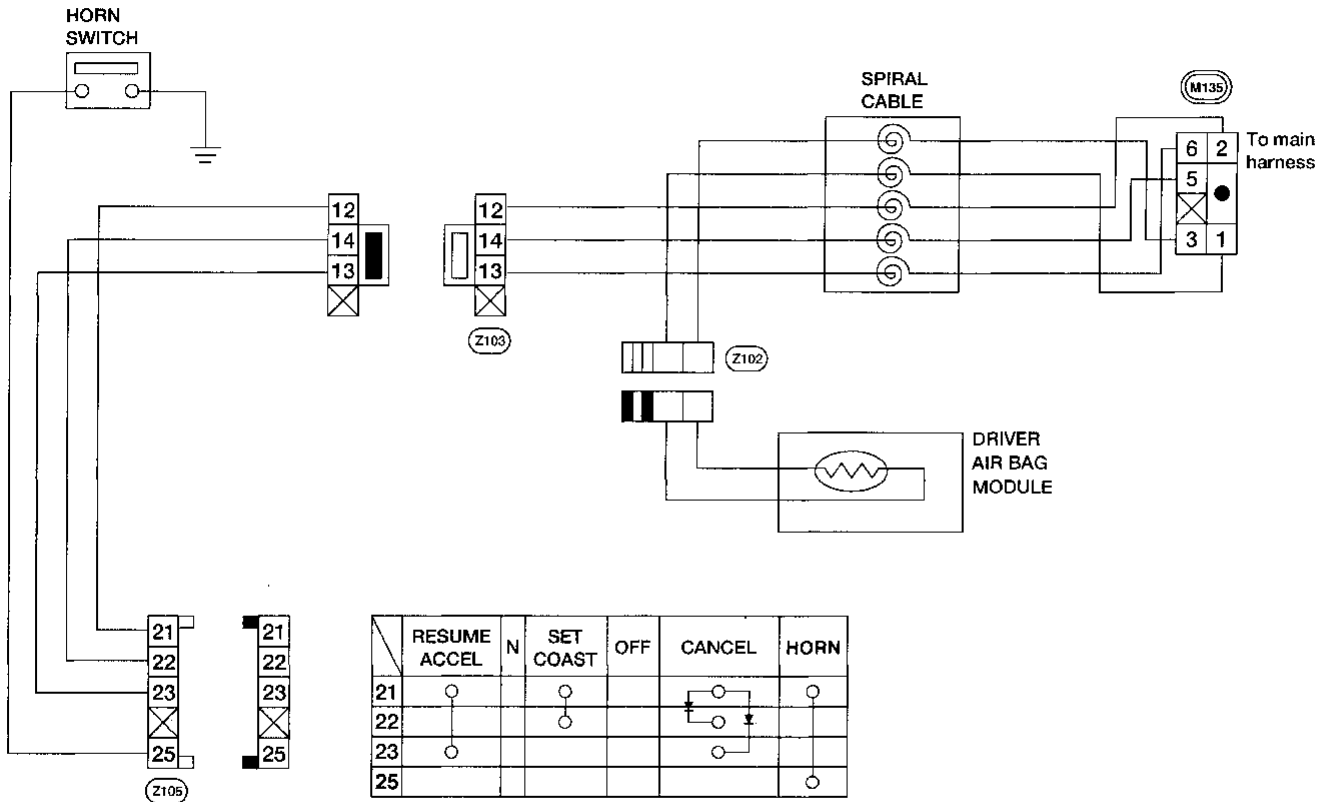 HORN
SWITCH
SPIRAL
CABLE
M135
To main
harness
6 2
5
3 1
12
14
13
12
14
13
Z103
Z102
DRIVER
AIR BAG
MODULE
21
22
23
25
Z105
21
22
23
25
RESUME
ACCEL
N
SET
COAST
OFF
CANCEL
HORN
21
22
23
25